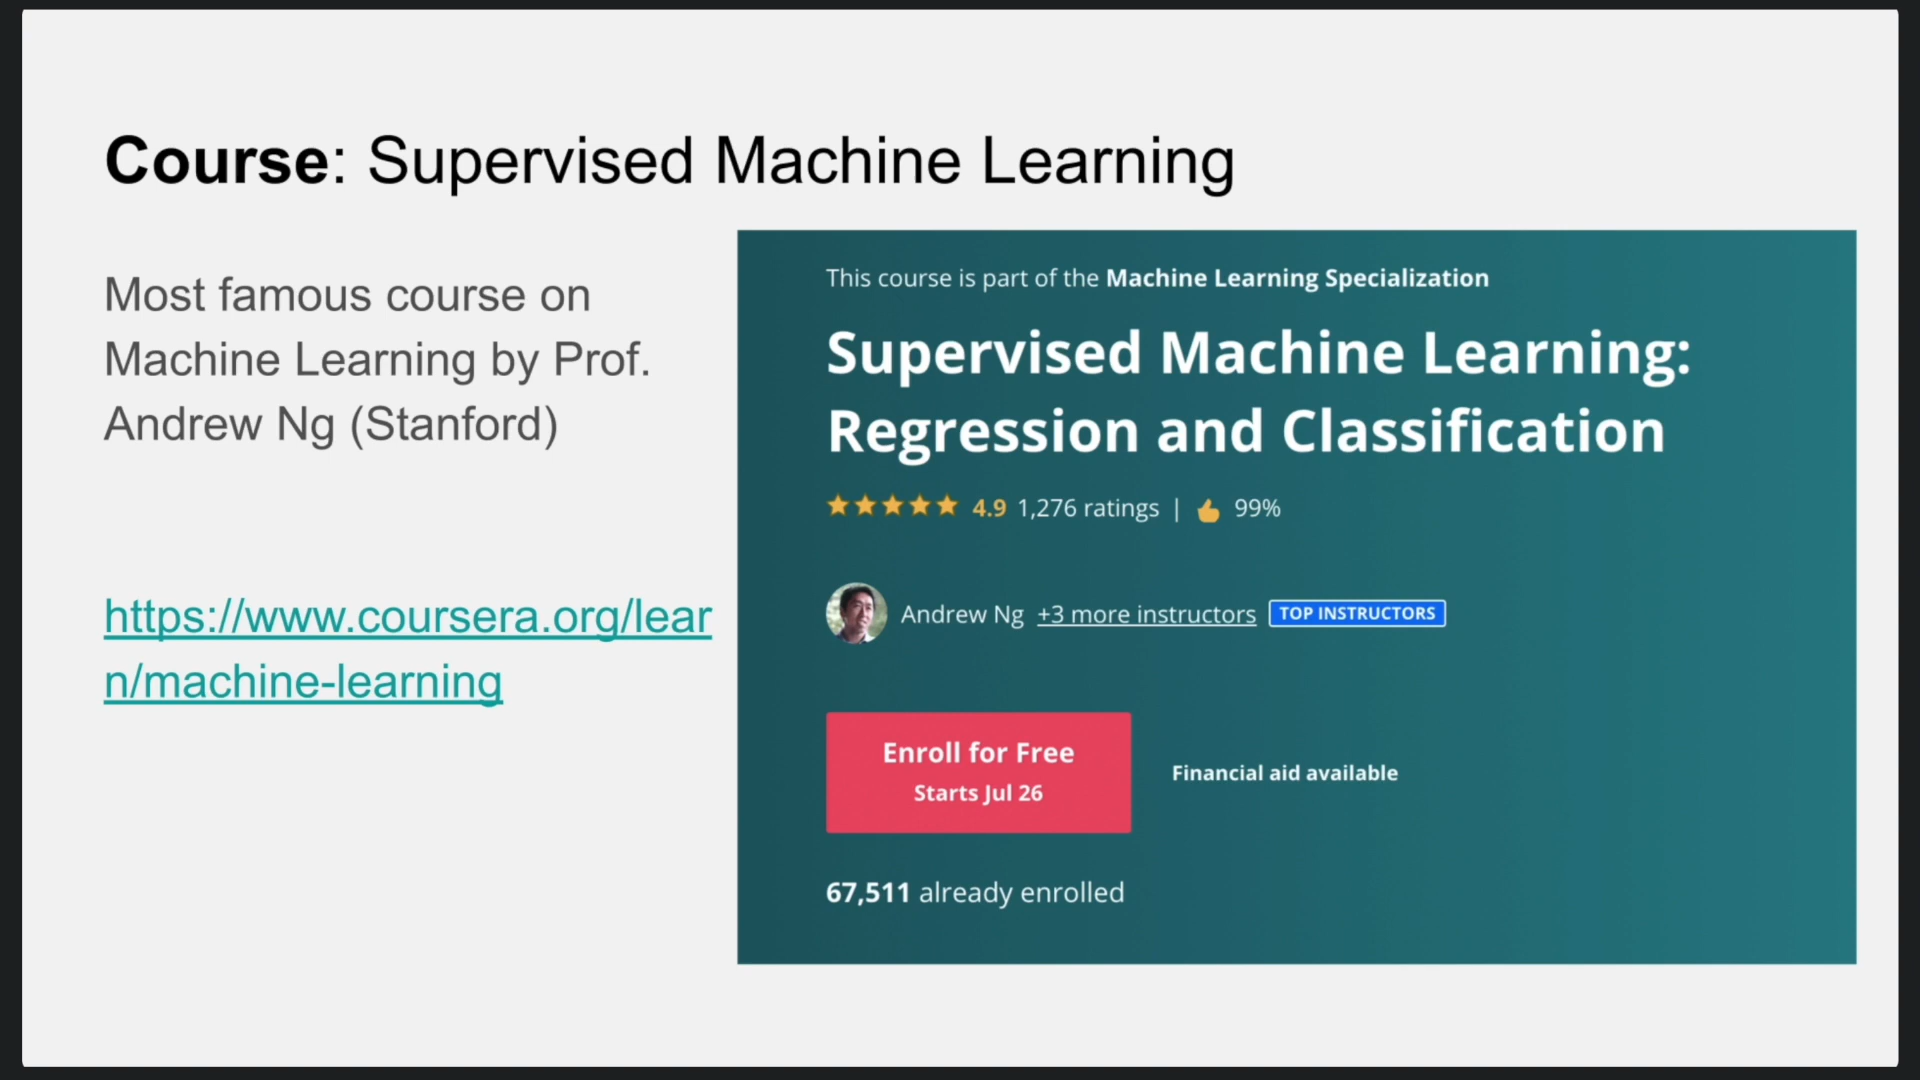 Course: Supervised Machine Learning
Most famous course on
Machine Learning by Prof.
Andrew Ng (Stanford)
https://www.coursera.org/lear
n/machine-learning
This course is part of the Machine Learning Specialization
Supervised Machine Learning:
Regression and Classification
4.9 1,276 ratings | 99%
Andrew Ng +3 more instructors TOP INSTRUCTORS
Enroll for Free
Starts Jul 26
Financial aid available
67,511 already enrolled